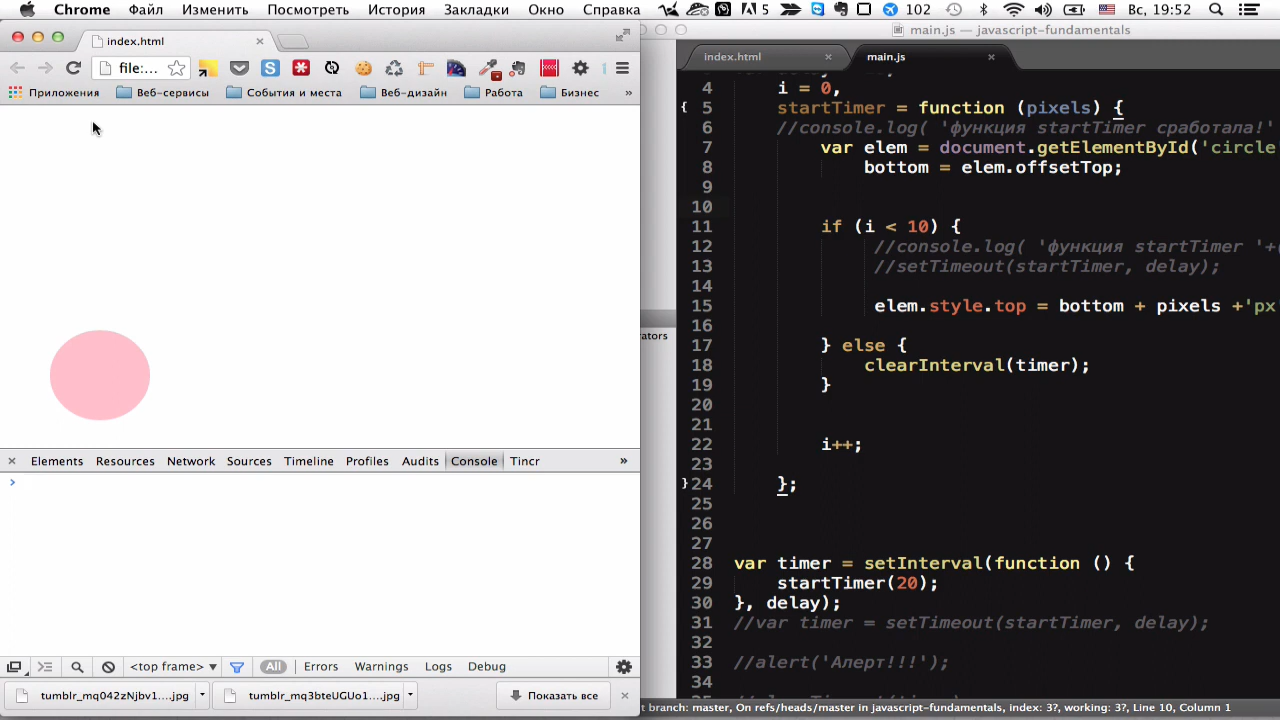 Chrome Файл Изменить Посмотреть История Закладки Окно Справка 5 102 Вс, 19:52
index.html
main.js — javascript-fundamentals
index.html main.js
file:...
Приложения Веб-сервисы События и места Веб-дизайн Работа Бизнес »
4 i = 0,
5 startTimer = function (pixels) {
6 //console.log( 'функция startTimer сработала!'
7 var elem = document.getElementById('circle
8 bottom = elem.offsetTop;
9
10
11 if (i < 10) {
12 //console.log( 'функция startTimer '+(
13 //setTimeout(startTimer, delay);
14
15 elem.style.top = bottom + pixels +'px
16
17 } else {
18 clearInterval(timer);
19 }
20
21
22 i++;
23
24 };
25
26
27
28 var timer = setInterval(function () {
29 startTimer(20);
30 }, delay);
31 //var timer = setTimeout(startTimer, delay);
32
33 //alert('Алерт!!!');
34
rators
Elements Resources Network Sources Timeline Profiles Audits Console Tincr »
<top frame> All Errors Warnings Logs Debug
tumblr_mq042zNjbv1....jpg tumblr_mq3bteUGUo1....jpg Показать все
t branch: master, On refs/heads/master in javascript-fundamentals, index: 3?, working: 3?, Line 10, Column 1